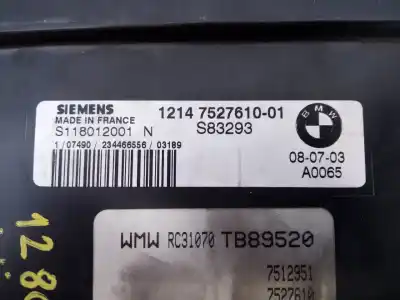 SIEMENS
MADE IN FRANCE
1214 7527610-01
S118012001 N
S83293
1 / 07490 / 234466556 / 03189
BMW
08-07-03
A0065
WMW RC31070 TB89520
7512951
7527610